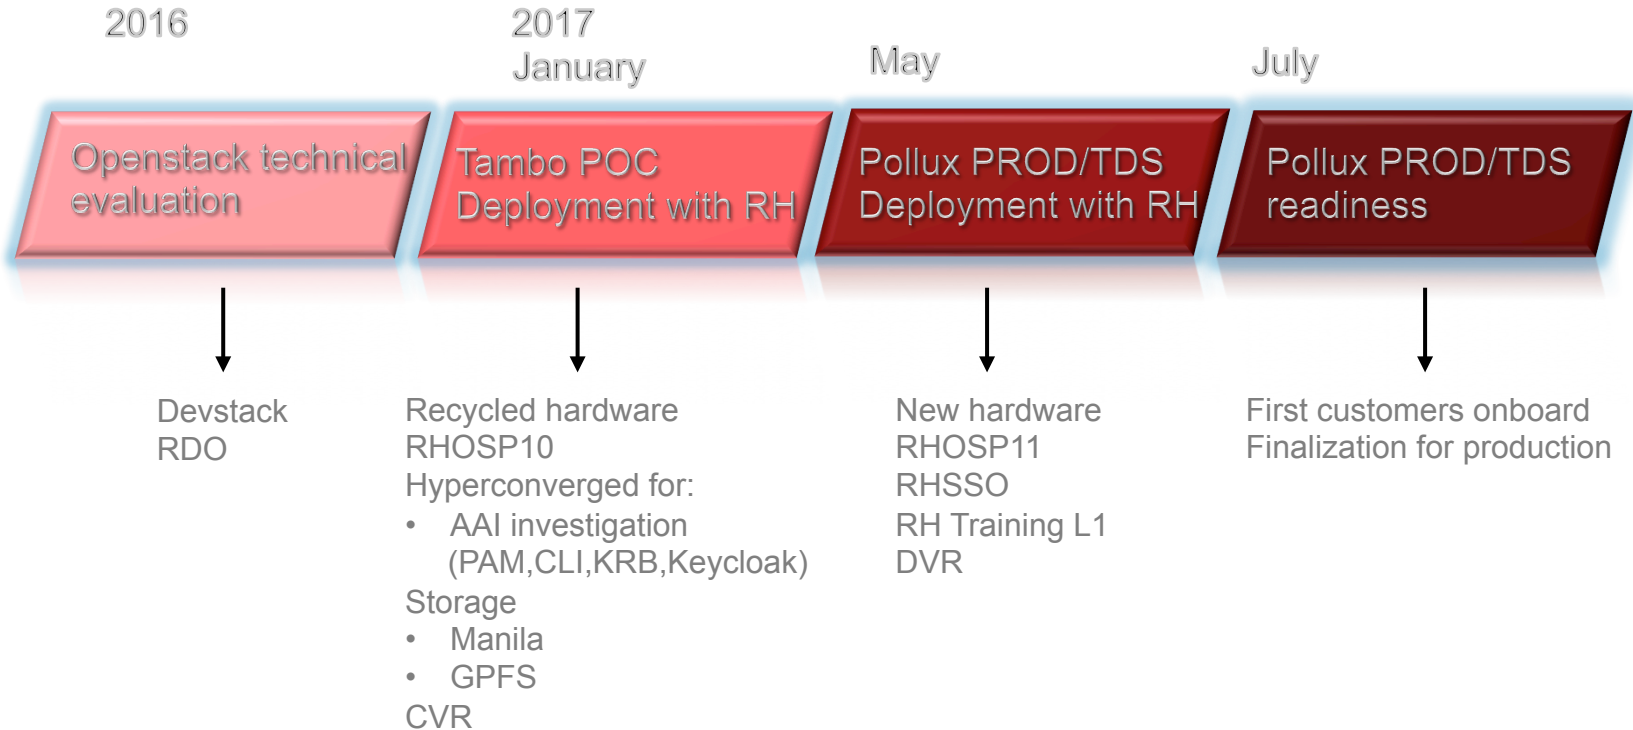 2016
2017
January
May
July
Openstack technical
evaluation
Tambo POC
Deployment with RH
Pollux PROD/TDS
Deployment with RH
Pollux PROD/TDS
readiness
Devstack
RDO
Recycled hardware
RHOSP10
Hyperconverged for:
• AAI investigation
(PAM,CLI,KRB,Keycloak)
Storage
• Manila
• GPFS
CVR
New hardware
RHOSP11
RHSSO
RH Training L1
DVR
First customers onboard
Finalization for production